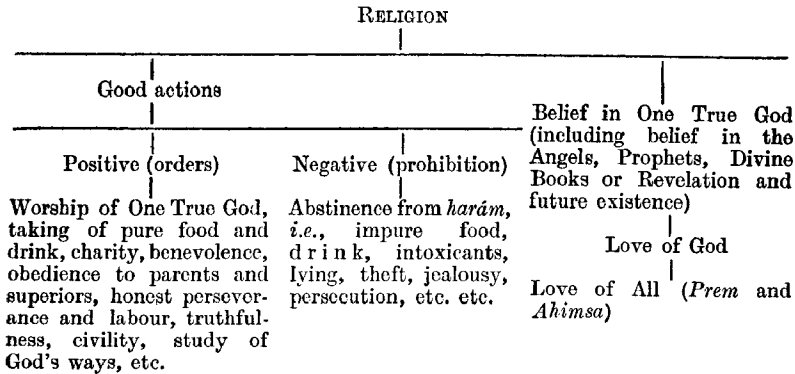 RELIGION
Good actions
Positive (orders)
Worship of One True God,
taking of pure food and
drink, charity, benevolence,
obedience to parents and
superiors, honest persever-
ance and labour, truthful-
ness, civility, study of
God's ways, etc.
Negative (prohibition)
Abstinence from harám,
i.e., impure food,
drink, intoxicants,
lying, theft, jealousy,
persecution, etc. etc.
Belief in One True God
(including belief in the
Angels, Prophets, Divine
Books or Revelation and
future existence)
Love of God
Love of All (Prem and
Ahimsa)